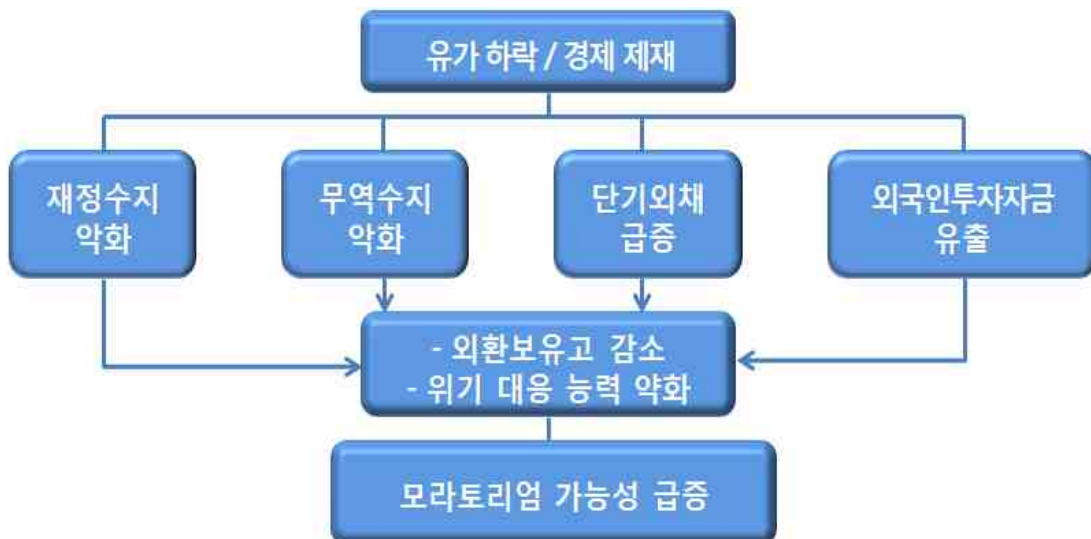 유가 하락 / 경제 제재
재정수지
악화
무역수지
악화
단기외채
급증
외국인투자자금
유출
- 외환보유고 감소
- 위기 대응 능력 약화
모라토리엄 가능성 급증